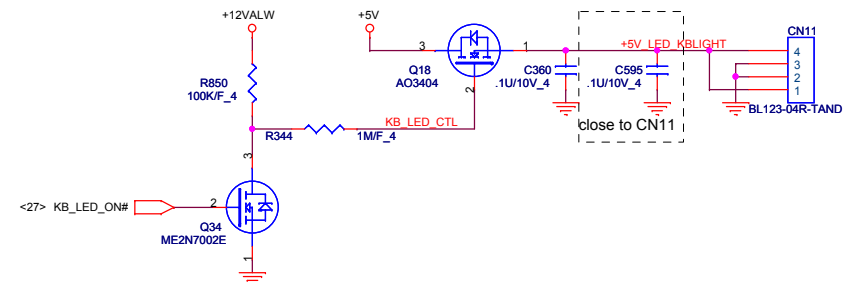 +12VALW
+5V
CN11
3
1
+5V_LED_KBLIGHT
4
3
2
1
Q18
AO3404
C360
.1U/10V_4
C595
.1U/10V_4
R850
100K/F_4
2
BL123-04R-TAND
KB_LED_CTL
close to CN11
R344
1M/F_4
3
<27> KB_LED_ON#
2
Q34
ME2N7002E
1